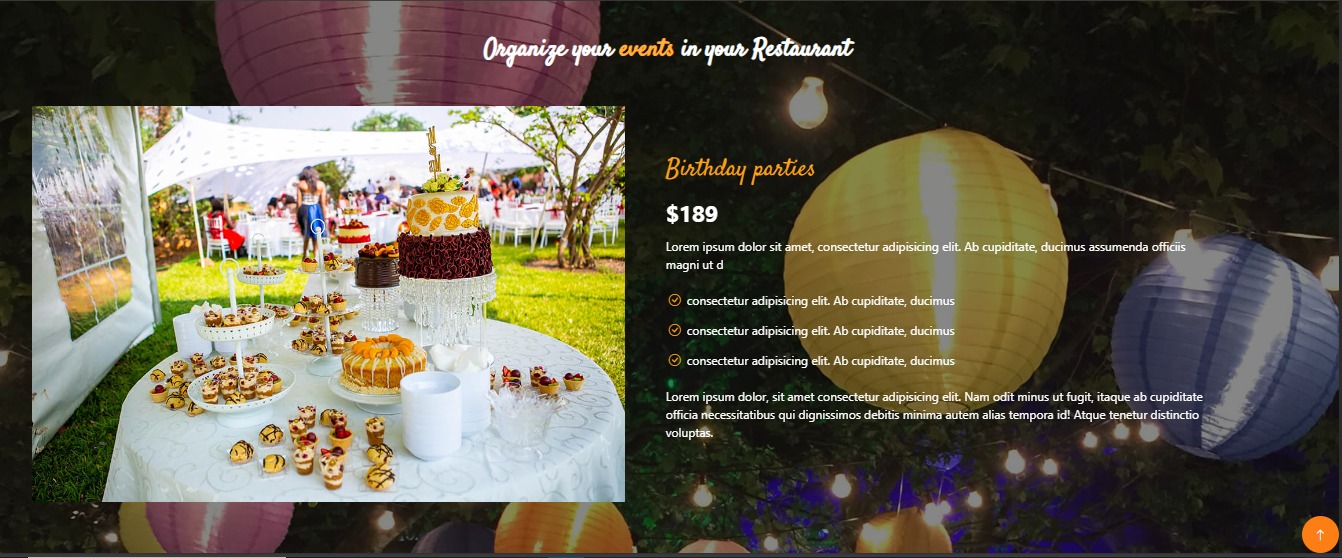 Organize your events in your Restaurant
Birthday parties
$189
Lorem ipsum dolor sit amet, consectetur adipisicing elit. Ab cupiditate, ducimus assumenda officiis
magni ut d
consectetur adipisicing elit. Ab cupiditate, ducimus
consectetur adipisicing elit. Ab cupiditate, ducimus
consectetur adipisicing elit. Ab cupiditate, ducimus
Lorem ipsum dolor, sit amet consectetur adipisicing elit. Nam odit minus ut fugit, itaque ab cupiditate
officia necessitatibus qui dignissimos debitis minima autem alias tempora id! Atque tenetur distinctio
voluptas.